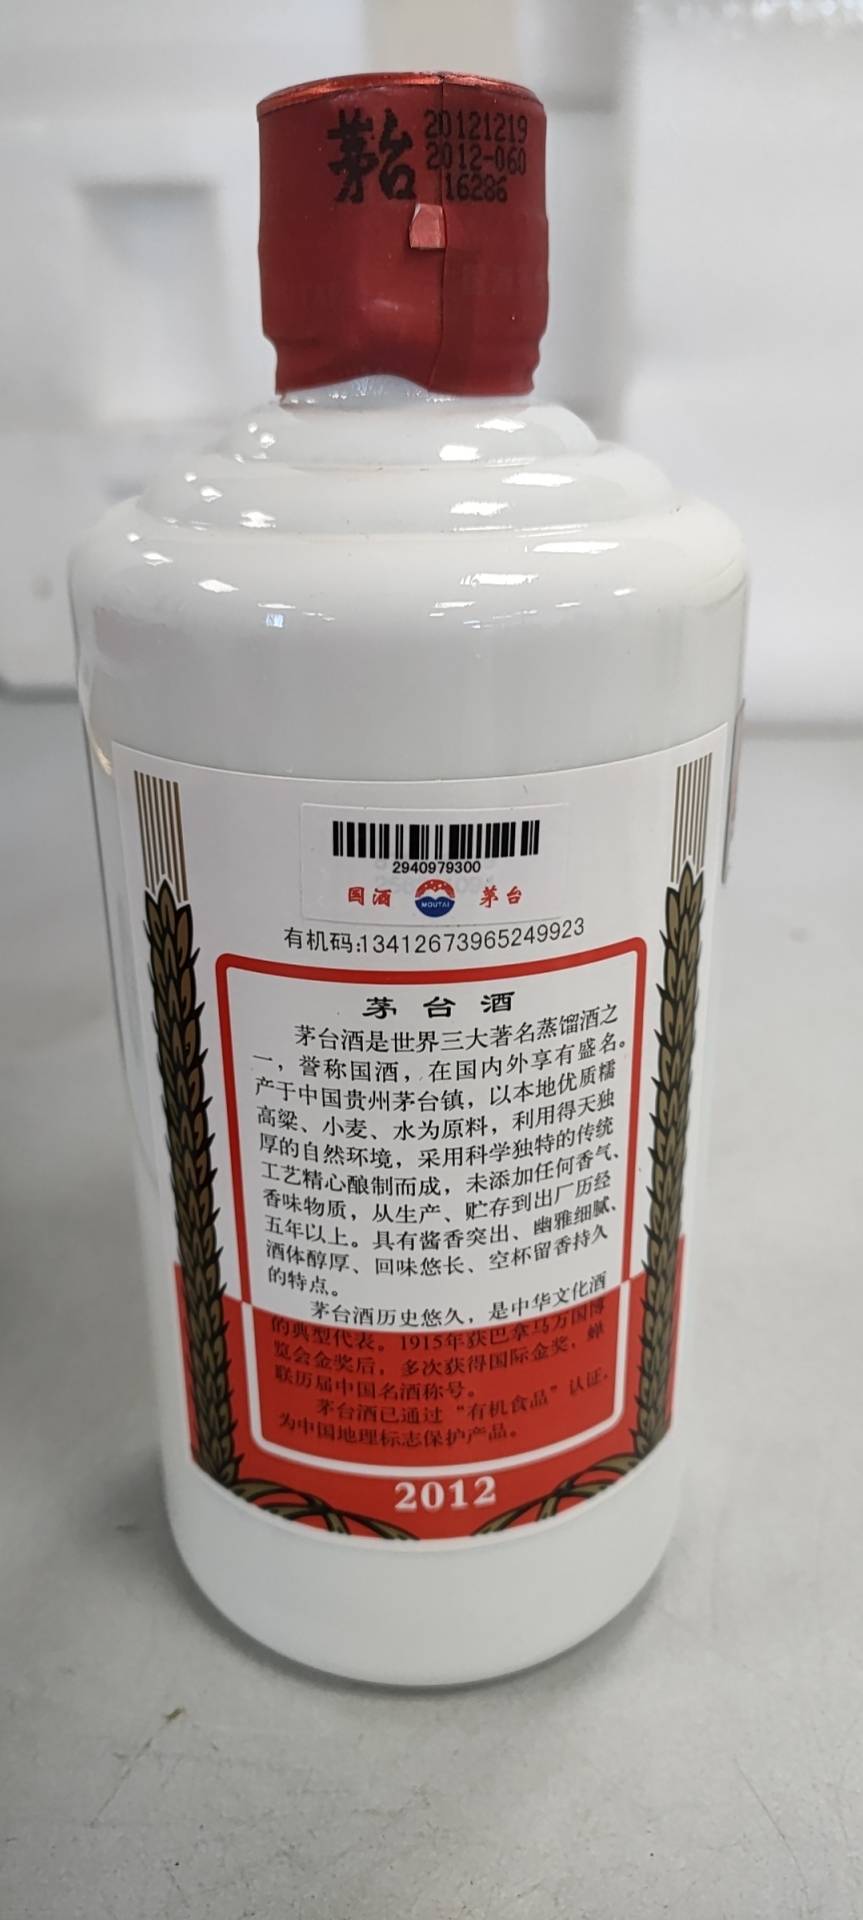 茅台
20121219
2012-060
16286
2940979300
国酒 MOUTAI 茅台
有机码:13412673965249923
茅台酒
茅台酒是世界三大著名蒸馏酒之
一，誉称国酒，在国内外享有盛名。
产于中国贵州茅台镇，以本地优质糯
高粱、小麦、水为原料，利用得天独
厚的自然环境，采用科学独特的传统
工艺精心酿制而成，未添加任何香气、
香味物质，从生产、贮存到出厂历经
五年以上。具有酱香突出、幽雅细腻、
酒体醇厚、回味悠长、空杯留香持久
的特点。
茅台酒历史悠久，是中华文化酒
的典型代表。1915年获巴拿马万国博
览会金奖后，多次获得国际金奖，蝉
联历届中国名酒称号。
茅台酒已通过“有机食品”认证，
为中国地理标志保护产品。
2012